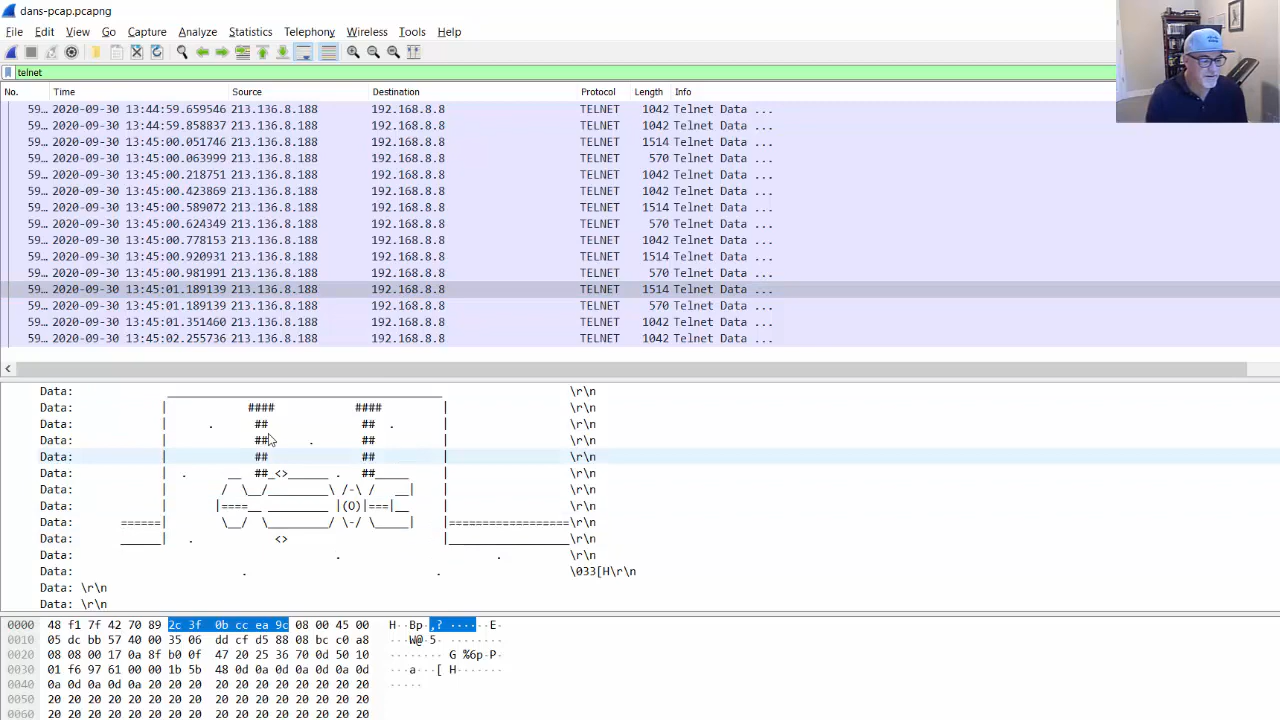 dans-pcap.pcapng
File Edit View Go Capture Analyze Statistics Telephony Wireless Tools Help
telnet
No. Time Source Destination Protocol Length Info
59… 2020-09-30 13:44:59.659546 213.136.8.188 192.168.8.8 TELNET 1042 Telnet Data ...
59… 2020-09-30 13:44:59.858837 213.136.8.188 192.168.8.8 TELNET 1042 Telnet Data ...
59… 2020-09-30 13:45:00.051746 213.136.8.188 192.168.8.8 TELNET 1514 Telnet Data ...
59… 2020-09-30 13:45:00.063999 213.136.8.188 192.168.8.8 TELNET 570 Telnet Data ...
59… 2020-09-30 13:45:00.218751 213.136.8.188 192.168.8.8 TELNET 1042 Telnet Data ...
59… 2020-09-30 13:45:00.423869 213.136.8.188 192.168.8.8 TELNET 1042 Telnet Data ...
59… 2020-09-30 13:45:00.589072 213.136.8.188 192.168.8.8 TELNET 1514 Telnet Data ...
59… 2020-09-30 13:45:00.624349 213.136.8.188 192.168.8.8 TELNET 570 Telnet Data ...
59… 2020-09-30 13:45:00.778153 213.136.8.188 192.168.8.8 TELNET 1042 Telnet Data ...
59… 2020-09-30 13:45:00.920931 213.136.8.188 192.168.8.8 TELNET 1514 Telnet Data ...
59… 2020-09-30 13:45:00.981991 213.136.8.188 192.168.8.8 TELNET 570 Telnet Data ...
59… 2020-09-30 13:45:01.189139 213.136.8.188 192.168.8.8 TELNET 1514 Telnet Data ...
59… 2020-09-30 13:45:01.189139 213.136.8.188 192.168.8.8 TELNET 570 Telnet Data ...
59… 2020-09-30 13:45:01.351460 213.136.8.188 192.168.8.8 TELNET 1042 Telnet Data ...
59… 2020-09-30 13:45:02.255736 213.136.8.188 192.168.8.8 TELNET 1042 Telnet Data ...
Data: _________________________________________ \r\n
Data: | #### #### | \r\n
Data: | . ## ## . | \r\n
Data: | ## . ## | \r\n
Data: | ## ## | \r\n
Data: | . __ ##_<>______ . ##_____ | \r\n
Data: | / \__/_________\ /-\ / __| | \r\n
Data: | |====__ _________ |(O)|===|__ | \r\n
Data: ======| \__/ \_________/ \-/ \_____| |==================\r\n
Data: ______| . <> |__________________\r\n
Data: . . \r\n
Data: . . \033[H\r\n
Data: \r\n
Data: \r\n
0000 48 f1 7f 42 70 89 2c 3f 0b cc ea 9c 08 00 45 00 H··Bp·,? ······E·
0010 05 dc bb 57 40 00 35 06 dd cf d5 88 08 bc c0 a8 ···W@·5· ········
0020 08 08 00 17 0a 8f b0 0f 47 20 25 36 70 0d 50 10 ········ G %6p·P·
0030 01 f6 97 61 00 00 1b 5b 48 0d 0a 0d 0a 0d 0a 0d ···a···[ H·······
0040 0a 0d 0a 0d 0a 20 20 20 20 20 20 20 20 20 20 20 ·····
0050 20 20 20 20 20 20 20 20 20 20 20 20 20 20 20 20
0060 20 20 20 20 20 20 20 20 20 20 20 20 20 20 20 20